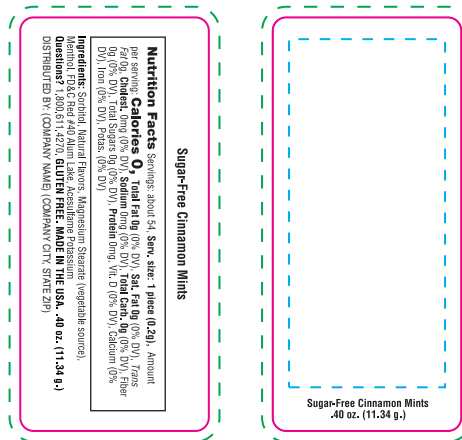 Sugar-Free Cinnamon Mints
Nutrition Facts Servings: about 54, Serv. size: 1 piece (0.2g), Amount
per serving: Calories 0, Total Fat 0g (0% DV), Sat. Fat 0g (0% DV), Trans
Fat 0g, Cholest. 0mg (0% DV), Sodium 0mg (0% DV), Total Carb. 0g (0% DV), Fiber
0g (0% DV), Total Sugars 0g (0% DV), Protein 0mg, Vit. D (0% DV), Calcium (0%
DV), Iron (0% DV), Potas. (0% DV)
Ingredients: Sorbitol, Natural Flavors, Magnesium Stearate (vegetable source),
Menthol, FD&C Red #40 Alum Lake, Acesulfame Potassium
Questions? 1.800.611.4270. GLUTEN FREE. MADE IN THE USA. .40 oz. (11.34 g.)
DISTRIBUTED BY: (COMPANY NAME) (COMPANY CITY, STATE ZIP)
Sugar-Free Cinnamon Mints
.40 oz. (11.34 g.)